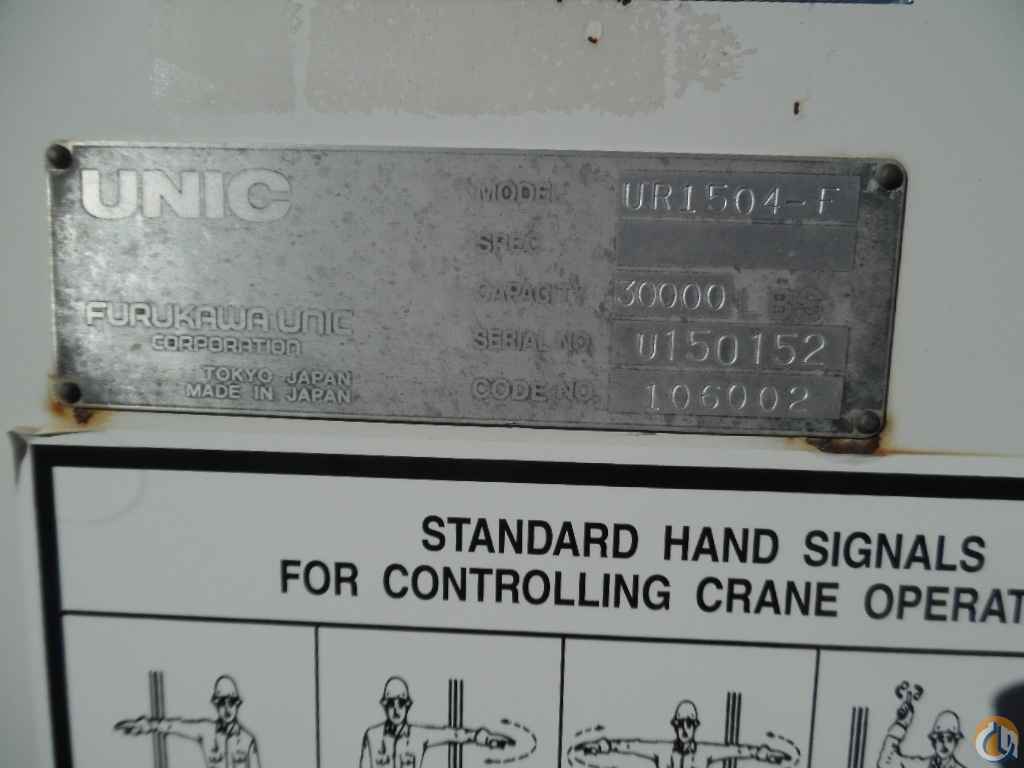 UNIC
MODEL UR1504-F
SPEC
CAPACITY 30000 LBS
SERIAL NO. U150152
CODE NO. 106002
FURUKAWA UNIC
CORPORATION
TOKYO JAPAN
MADE IN JAPAN
STANDARD HAND SIGNALS
FOR CONTROLLING CRANE OPERAT